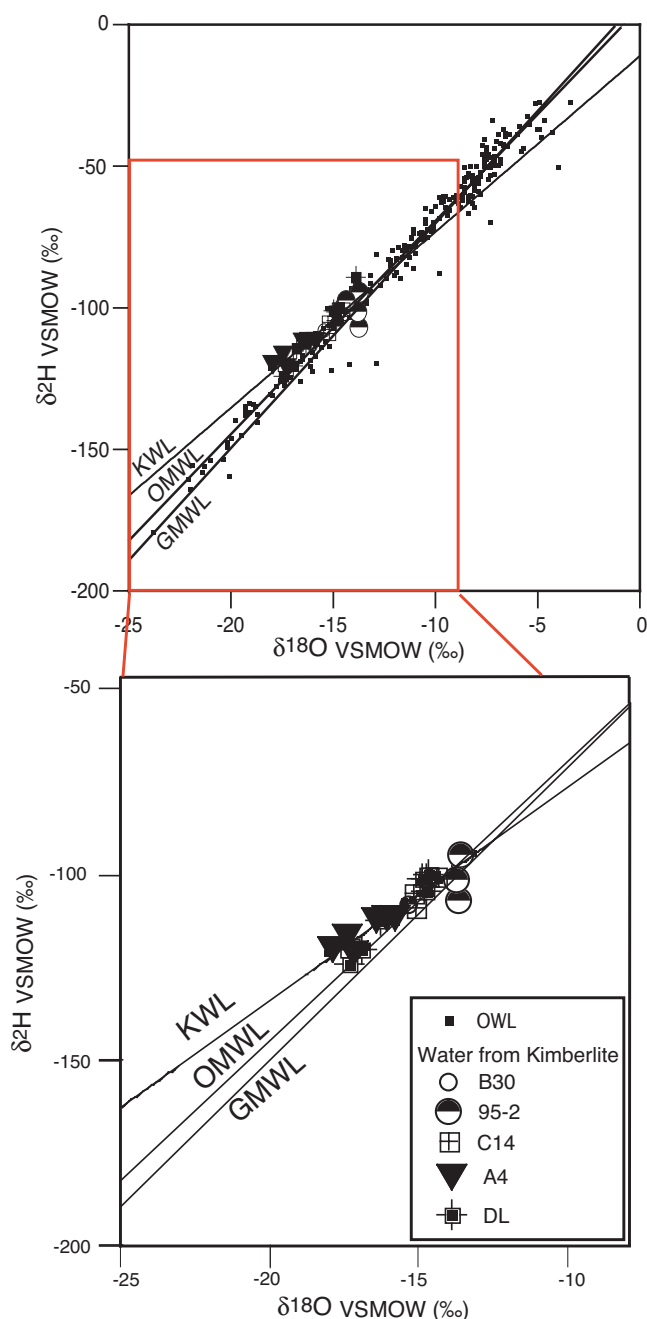 0
-50
-100
-150
-200
δ²H VSMOW (‰)
KWL
OMWL
GMWL
-25
-20
-15
-10
-5
0
δ¹⁸O VSMOW (‰)
-50
-100
-150
-200
δ²H VSMOW (‰)
KWL
OMWL
GMWL
OWL
Water from Kimberlite
B30
95-2
C14
A4
DL
-25
-20
-15
-10
δ¹⁸O VSMOW (‰)